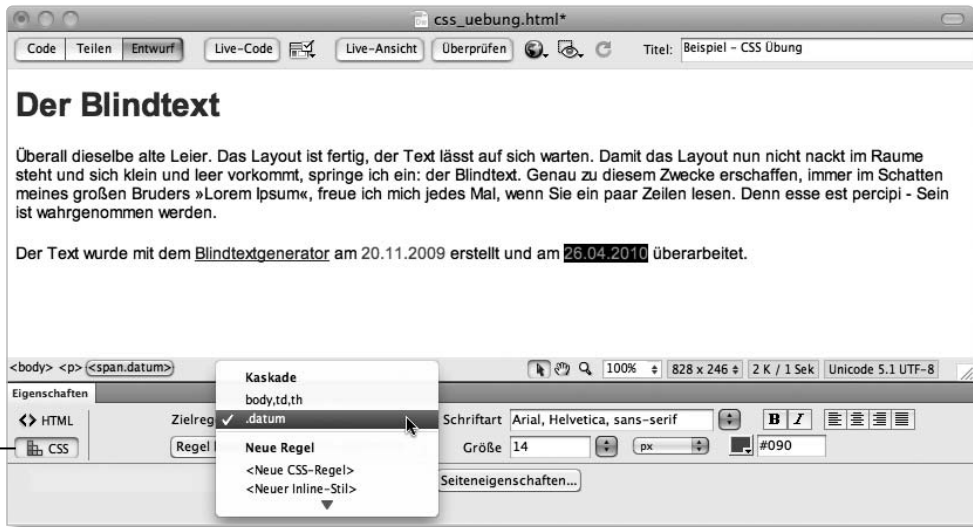 css_uebung.html*
Code Teilen Entwurf Live-Code Live-Ansicht Überprüfen Titel: Beispiel - CSS Übung
Der Blindtext
Überall dieselbe alte Leier. Das Layout ist fertig, der Text lässt auf sich warten. Damit das Layout nun nicht nackt im Raume
steht und sich klein und leer vorkommt, springe ich ein: der Blindtext. Genau zu diesem Zwecke erschaffen, immer im Schatten
meines großen Bruders »Lorem Ipsum«, freue ich mich jedes Mal, wenn Sie ein paar Zeilen lesen. Denn esse est percipi - Sein
ist wahrgenommen werden.
Der Text wurde mit dem Blindtextgenerator am 20.11.2009 erstellt und am 26.04.2010 überarbeitet.
<body> <p> <span.datum> 100% 828 x 246 2 K / 1 Sek Unicode 5.1 UTF-8
Eigenschaften
Kaskade
body,td,th
<> HTML Zielreg ✓ .datum Schriftart Arial, Helvetica, sans-serif B I
CSS Regel Neue Regel Größe 14 px #090
<Neue CSS-Regel>
<Neuer Inline-Stil> Seiteneigenschaften...